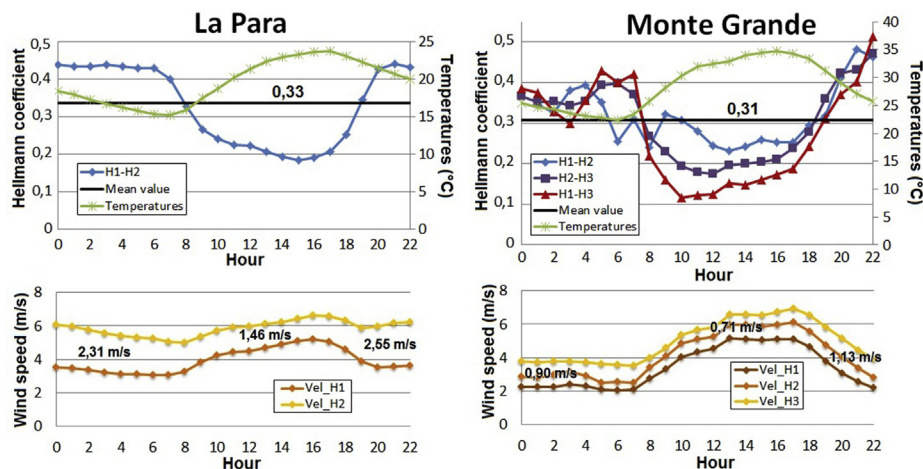 La Para
Hellmann coefficient
0,5
0,4
0,3
0,2
0,1
0
0,33
H1-H2
Mean value
Temperatures
25
20
15
10
5
0
Temperatures (°C)
0 2 4 6 8 10 12 14 16 18 20 22
Hour
Monte Grande
Hellmann coefficient
0,5
0,4
0,3
0,2
0,1
0
0,31
H1-H2
H2-H3
H1-H3
Mean value
Temperatures
40
35
30
25
20
15
10
5
0
Temperatures (°C)
0 2 4 6 8 10 12 14 16 18 20 22
Hour
Wind speed (m/s)
8
6
4
2
0
2,31 m/s
1,46 m/s
2,55 m/s
Vel_H1
Vel_H2
0 2 4 6 8 10 12 14 16 18 20 22
Hour
Wind speed (m/s)
8
6
4
2
0
0,90 m/s
0,71 m/s
1,13 m/s
Vel_H1
Vel_H2
Vel_H3
0 2 4 6 8 10 12 14 16 18 20 22
Hour